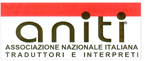 aniti
ASSOCIAZIONE NAZIONALE ITALIANA
TRADUTTORI E INTERPRETI